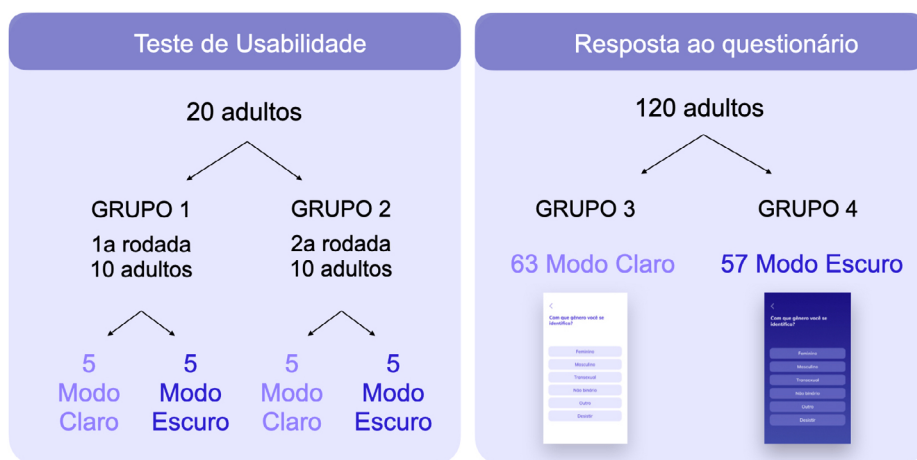 Teste de Usabilidade
20 adultos
GRUPO 1
1a rodada
10 adultos
GRUPO 2
2a rodada
10 adultos
5
Modo
Claro
5
Modo
Escuro
5
Modo
Claro
5
Modo
Escuro
Resposta ao questionário
120 adultos
GRUPO 3
63 Modo Claro
Com que gênero você se
identifica?
Feminino
Masculino
Transexual
Não binário
Outro
Desistir
GRUPO 4
57 Modo Escuro
Com que gênero você se
identifica?
Feminino
Masculino
Transexual
Não binário
Outro
Desistir